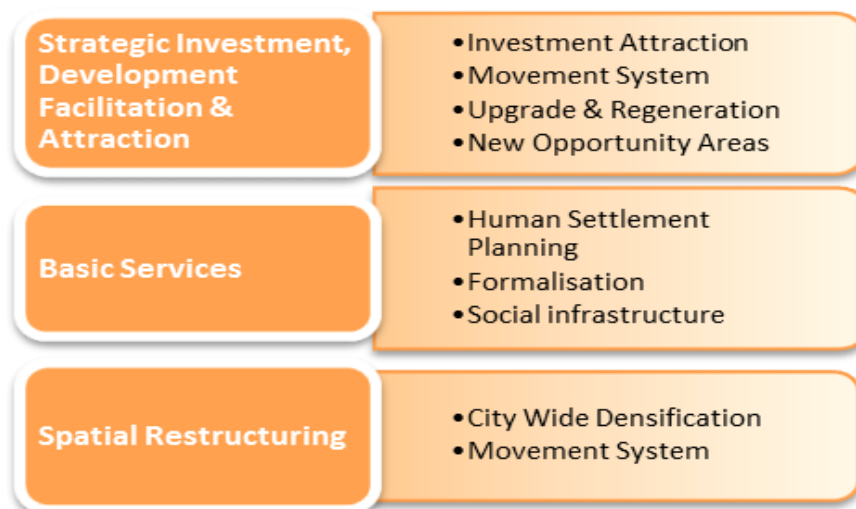 Strategic Investment,
Development
Facilitation &
Attraction
•Investment Attraction
•Movement System
•Upgrade & Regeneration
•New Opportunity Areas
Basic Services
•Human Settlement
Planning
•Formalisation
•Social infrastructure
Spatial Restructuring
•City Wide Densification
•Movement System